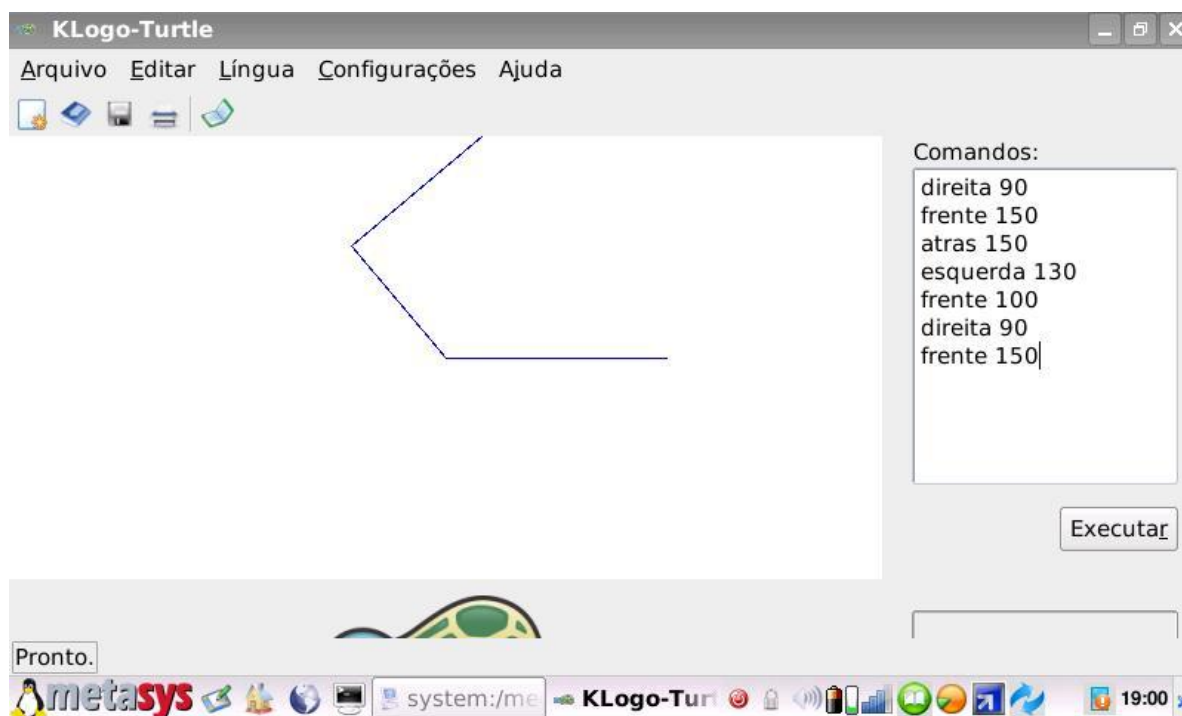 KLogo-Turtle
Arquivo Editar Língua Configurações Ajuda
Comandos:
direita 90
frente 150
atras 150
esquerda 130
frente 100
direita 90
frente 150
Executar
Pronto.
metasys system:/me KLogo-Turt 19:00